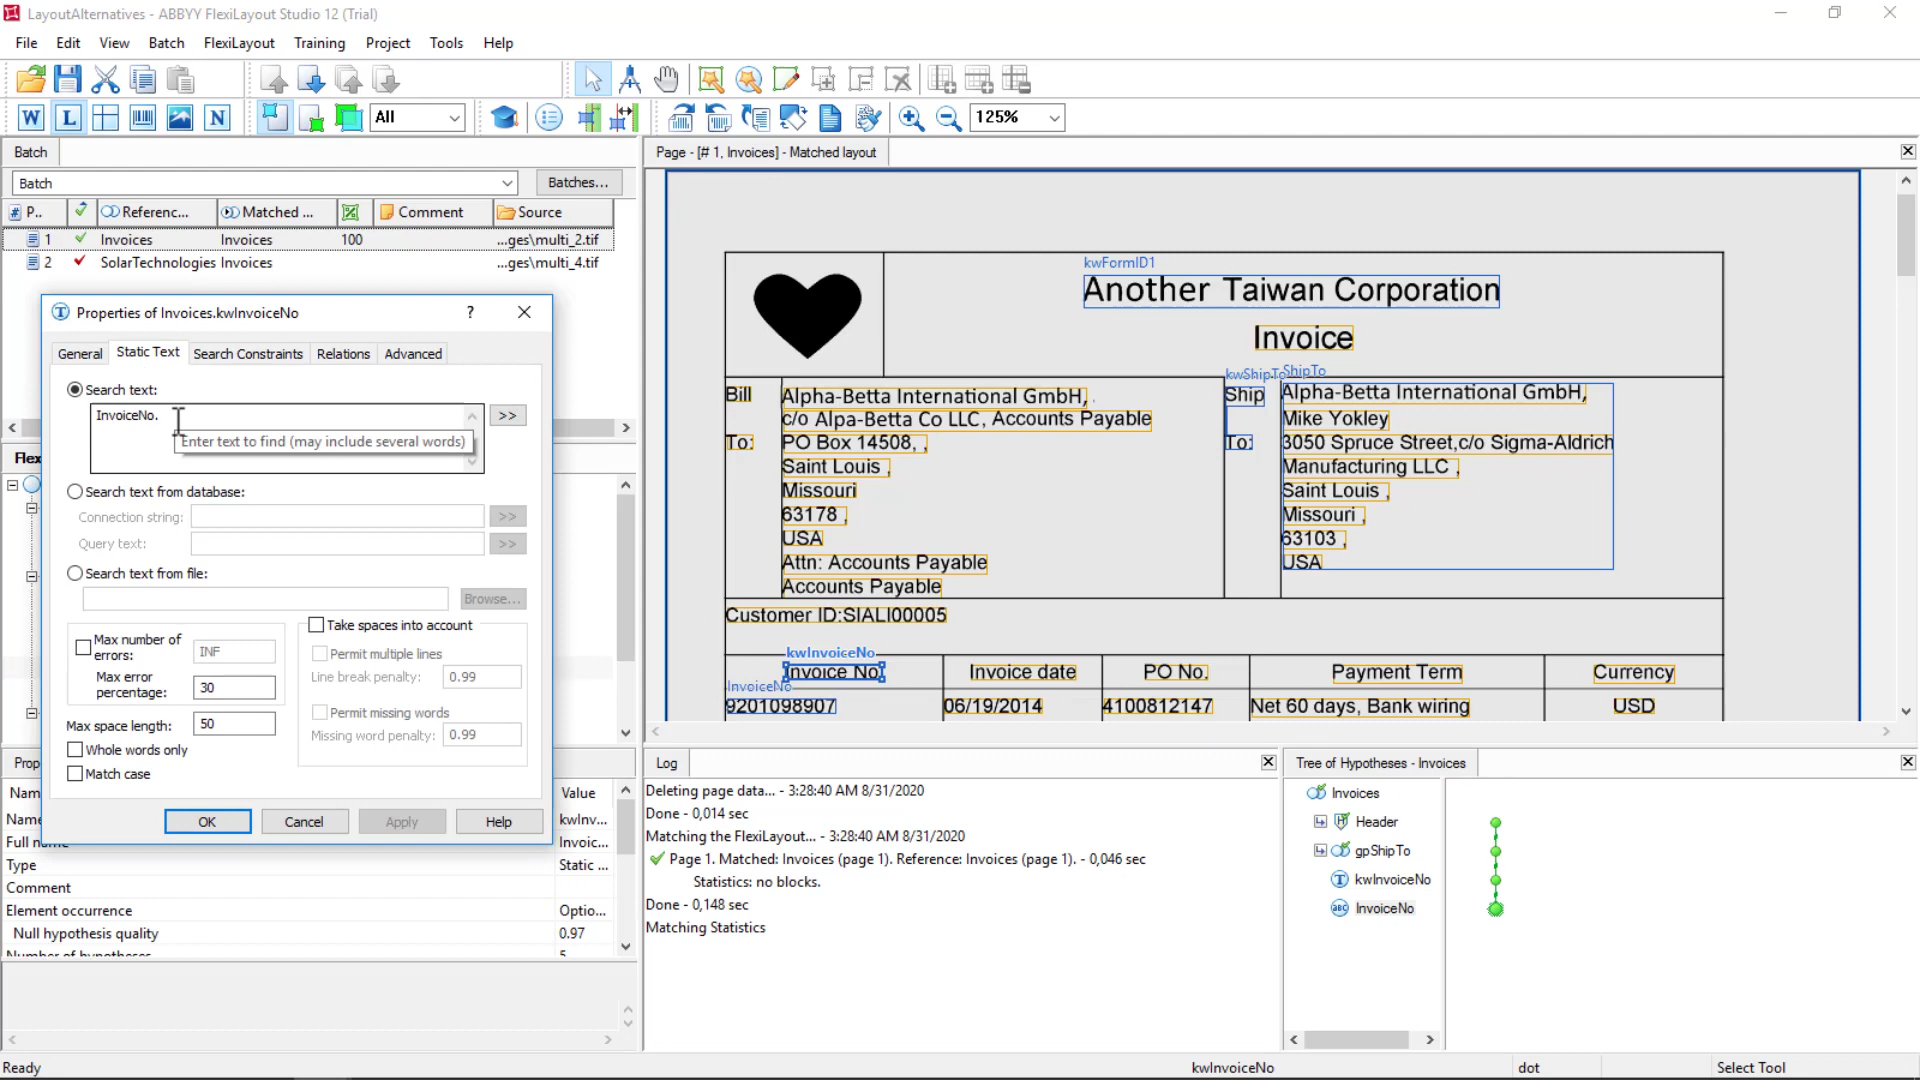 LayoutAlternatives - ABBYY FlexiLayout Studio 12 (Trial)
File Edit View Batch FlexiLayout Training Project Tools Help
W L N All 125%
Batch
Batch Batches...
# P.. Referenc... Matched ... Comment Source
1 Invoices Invoices 100 ...ges\multi_2.tif
2 SolarTechnologies Invoices ...ges\multi_4.tif
Flex
Properties of Invoices.kwInvoiceNo ?
General Static Text Search Constraints Relations Advanced
Search text:
InvoiceNo. >>
Enter text to find (may include several words)
Search text from database:
Connection string: >>
Query text: >>
Search text from file:
Browse...
Max number of errors: INF
Max error percentage: 30
Max space length: 50
Whole words only
Match case
Take spaces into account
Permit multiple lines
Line break penalty: 0.99
Permit missing words
Missing word penalty: 0.99
OK Cancel Apply Help
Prop
Nam Value
Name kwInv...
Full name Invoic...
Type Static ...
Comment
Element occurrence Optio...
Null hypothesis quality 0.97
Number of hypotheses 5
Page - [# 1, Invoices] - Matched layout
kwFormID1
Another Taiwan Corporation
Invoice
kwShipTo ShipTo
Bill
To:
Alpha-Betta International GmbH,
c/o Alpa-Betta Co LLC, Accounts Payable
PO Box 14508, ,
Saint Louis ,
Missouri
63178 ,
USA
Attn: Accounts Payable
Accounts Payable
Ship
To:
Alpha-Betta International GmbH,
Mike Yokley
3050 Spruce Street,c/o Sigma-Aldrich
Manufacturing LLC ,
Saint Louis ,
Missouri ,
63103 ,
USA
Customer ID:SIALI00005
kwInvoiceNo
Invoice No. Invoice date PO No. Payment Term Currency
InvoiceNo
9201098907 06/19/2014 4100812147 Net 60 days, Bank wiring USD
Log
Deleting page data... - 3:28:40 AM 8/31/2020
Done - 0,014 sec
Matching the FlexiLayout... - 3:28:40 AM 8/31/2020
Page 1. Matched: Invoices (page 1). Reference: Invoices (page 1). - 0,046 sec
Statistics: no blocks.
Done - 0,148 sec
Matching Statistics
Tree of Hypotheses - Invoices
Invoices
Header
gpShipTo
T kwInvoiceNo
ABC InvoiceNo
Ready kwInvoiceNo dot Select Tool